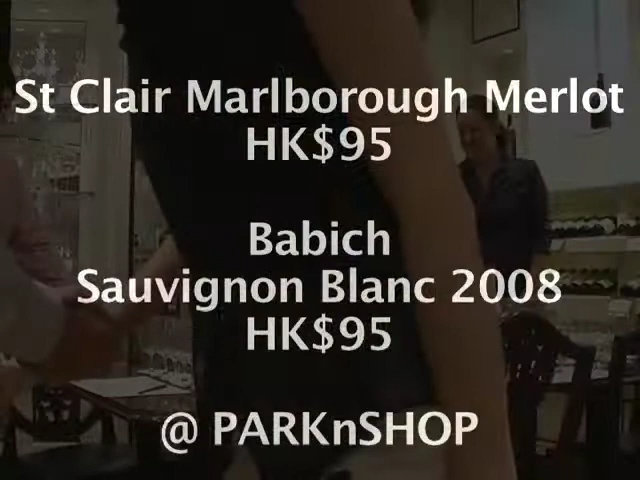 St Clair Marlborough Merlot
HK$95
Babich
Sauvignon Blanc 2008
HK$95
@ PARKnSHOP